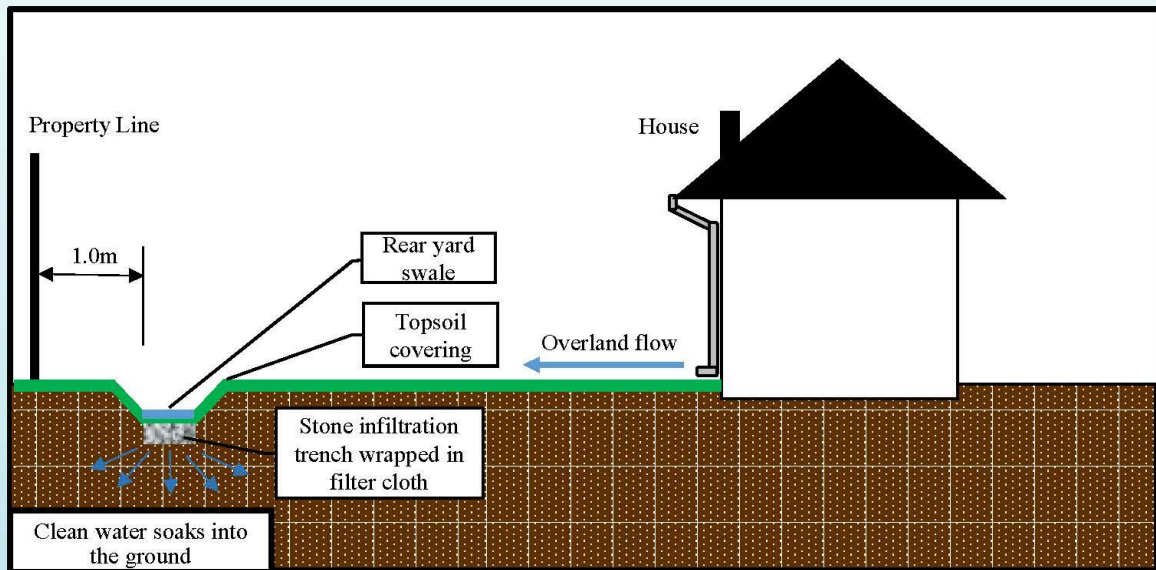 Property Line
House
1.0m
Rear yard
swale
Topsoil
covering
Overland flow
Stone infiltration
trench wrapped in
filter cloth
Clean water soaks into
the ground